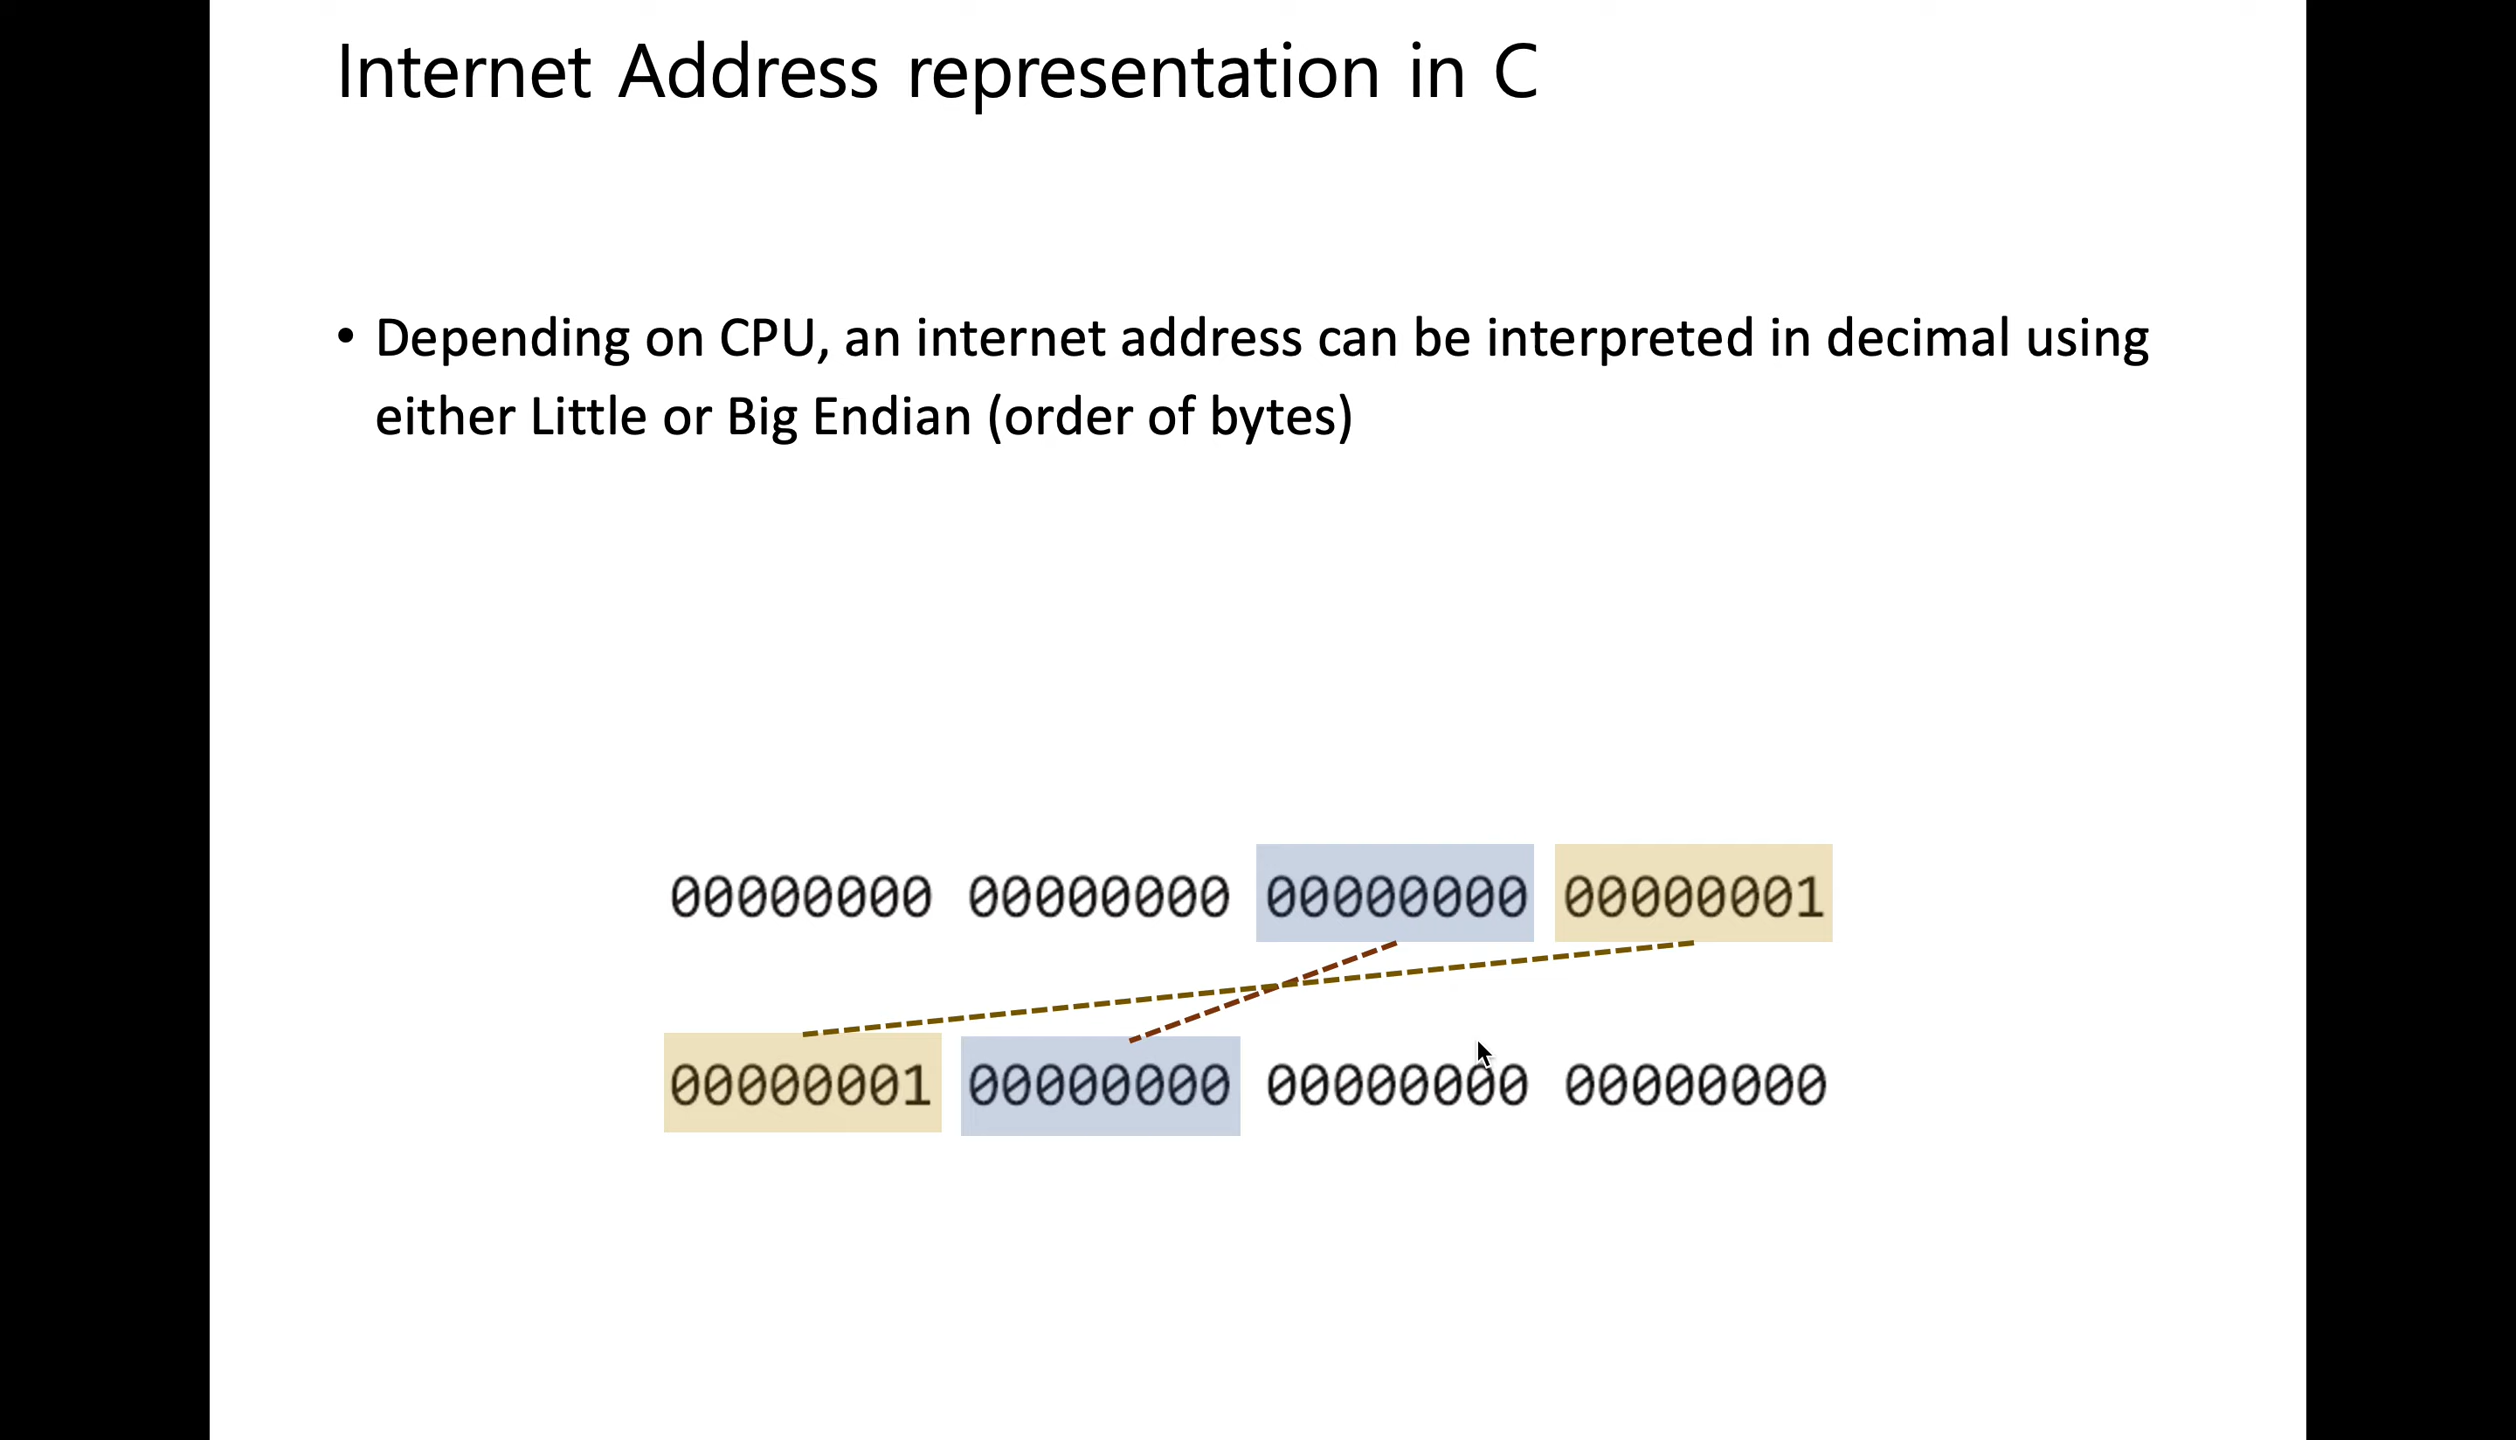 Internet Address representation in C
• Depending on CPU, an internet address can be interpreted in decimal using
either Little or Big Endian (order of bytes)
00000000 00000000 00000000 00000001
00000001 00000000 00000000 00000000